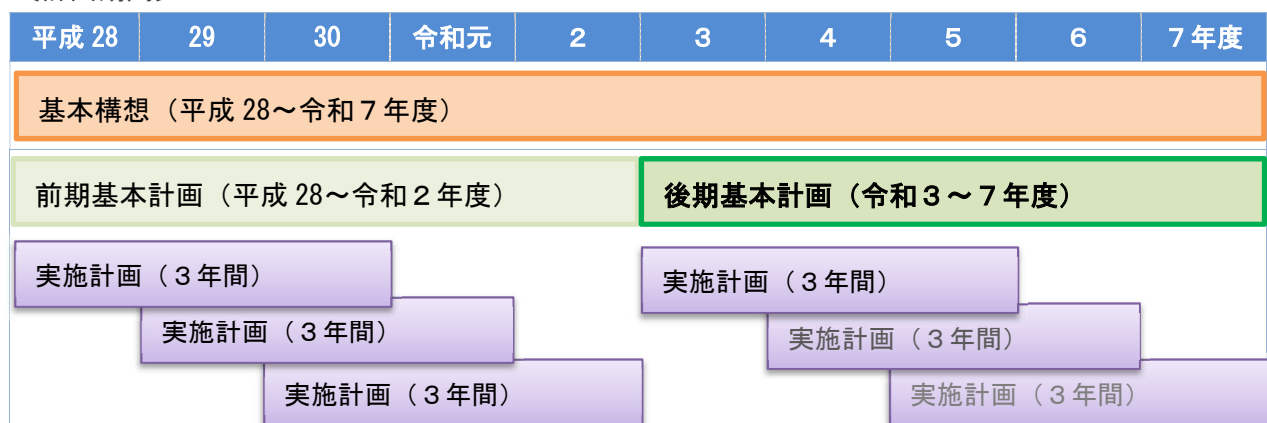 平成 28 29 30 令和元 2 3 4 5 6 7 年度
基本構想（平成 28～令和７年度）
前期基本計画（平成 28～令和２年度） 後期基本計画（令和３～７年度）
実施計画（３年間） 実施計画（３年間）
実施計画（３年間） 実施計画（３年間）
実施計画（３年間） 実施計画（３年間）